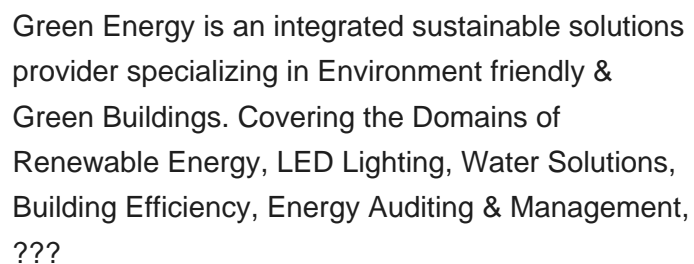 Green Energy is an integrated sustainable solutions
provider specializing in Environment friendly &
Green Buildings. Covering the Domains of
Renewable Energy, LED Lighting, Water Solutions,
Building Efficiency, Energy Auditing & Management,
???